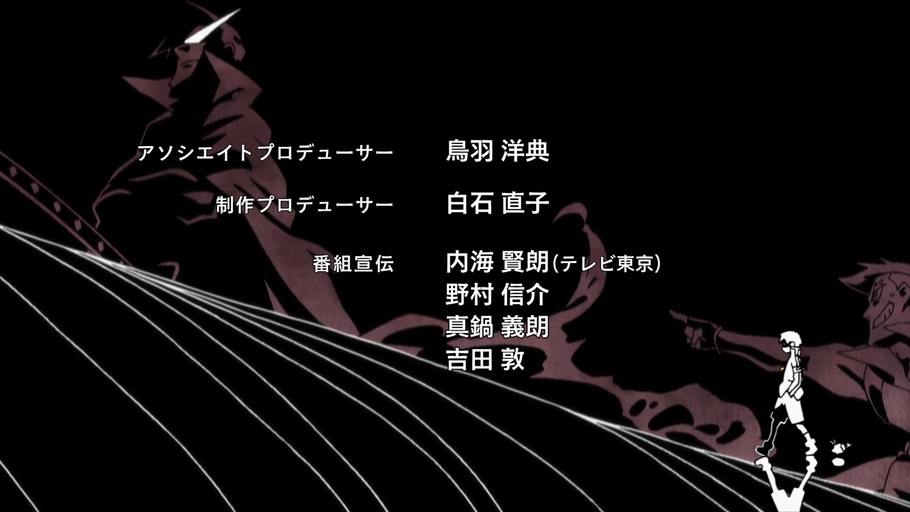 アソシエイトプロデューサー 鳥羽 洋典
制作プロデューサー 白石 直子
番組宣伝 内海 賢朗(テレビ東京)
野村 信介
真鍋 義朗
吉田 敦